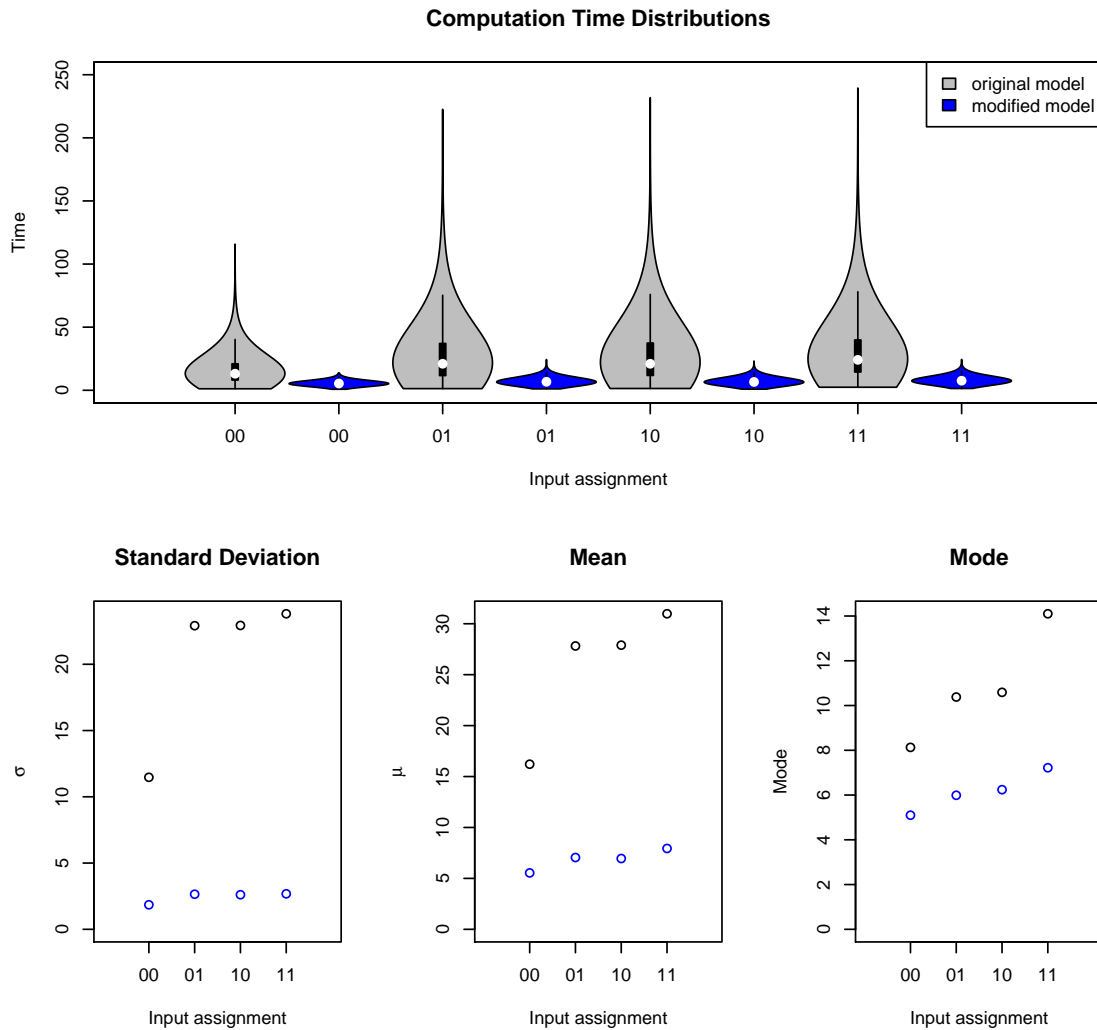 Computation Time Distributions
250
200
150
100
50
0
Time
original model
modified model
00 00 01 01 10 10 11 11
Input assignment
Standard Deviation
20
15
10
5
0
σ
00 01 10 11
Input assignment
Mean
30
25
20
15
10
5
0
μ
00 01 10 11
Input assignment
Mode
14
12
10
8
6
4
2
0
Mode
00 01 10 11
Input assignment